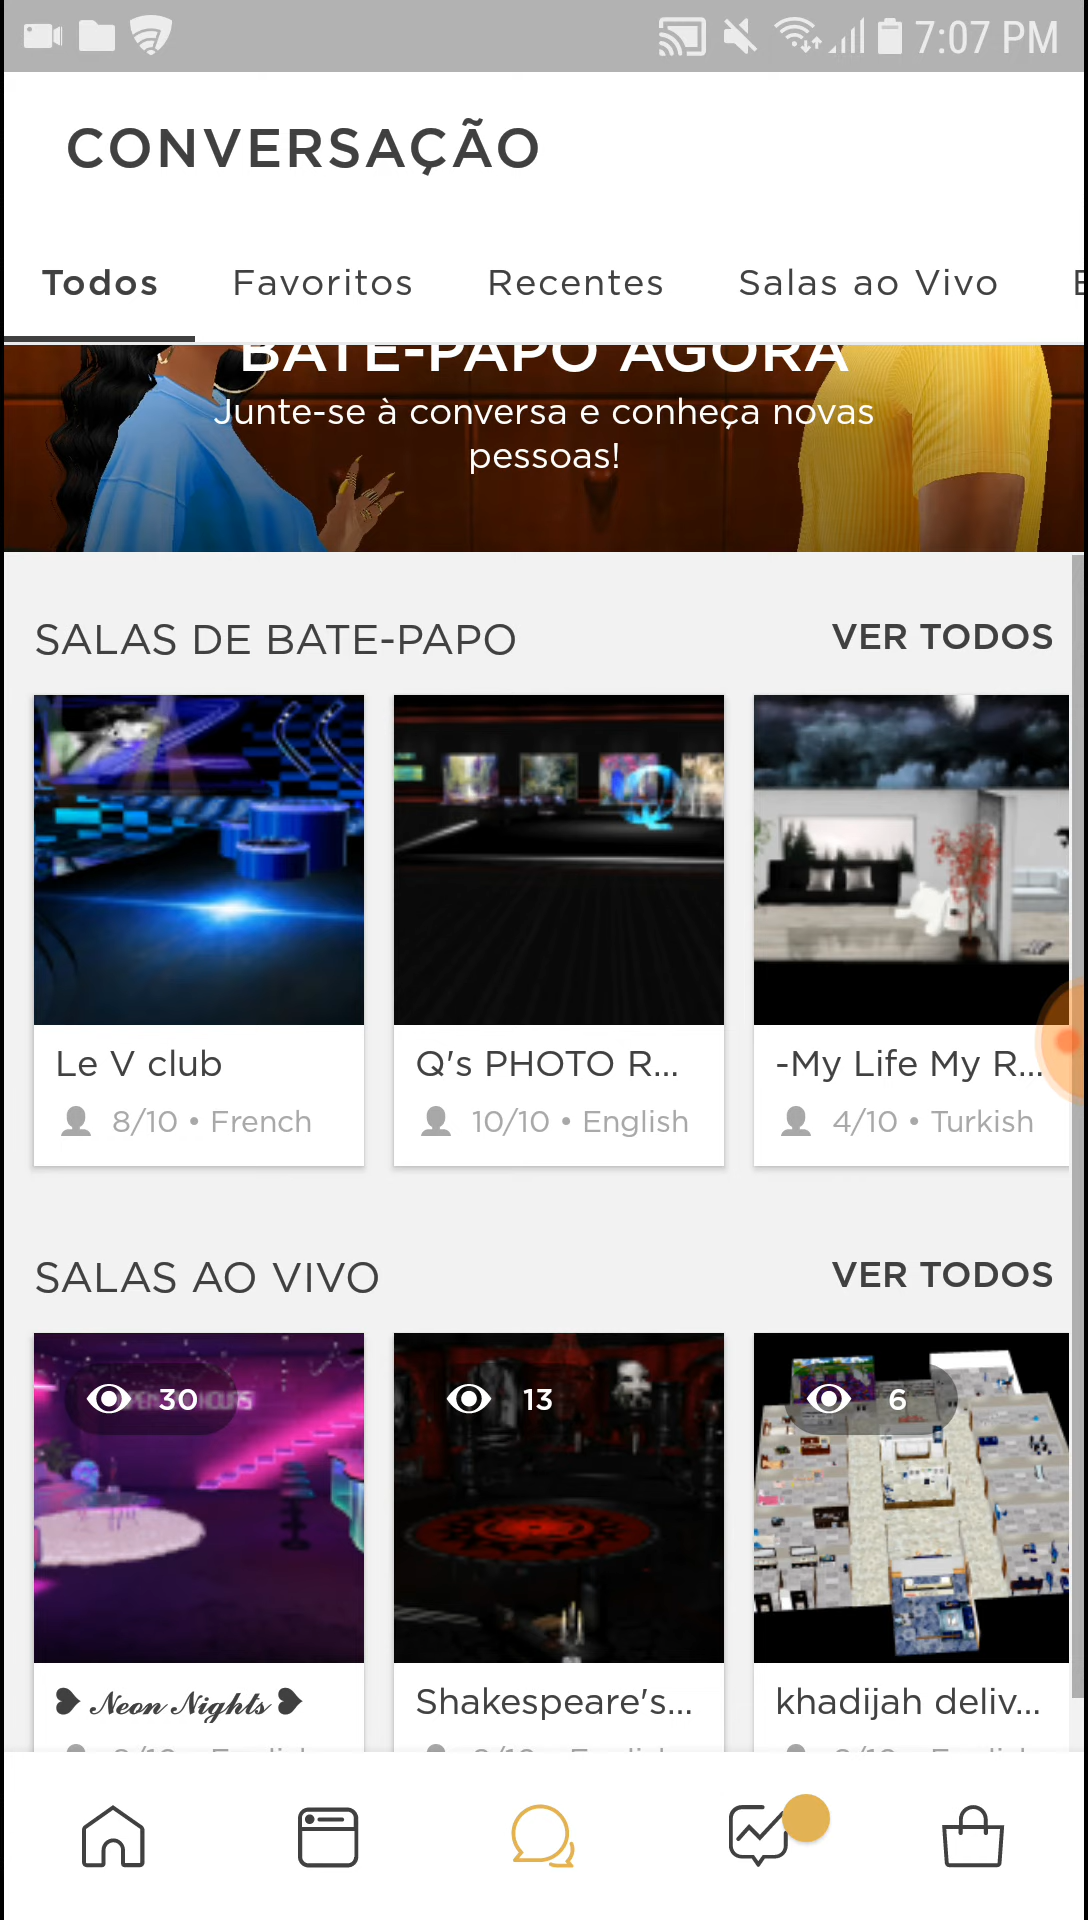 7:07 PM
CONVERSAÇÃO
Todos Favoritos Recentes Salas ao Vivo
BATE-PAPO AGORA
Junte-se à conversa e conheça novas
pessoas!
SALAS DE BATE-PAPO VER TODOS
Le V club
8/10 • French
Q's PHOTO R...
10/10 • English
-My Life My R...
4/10 • Turkish
SALAS AO VIVO VER TODOS
30
13
6
❥ 𝓝𝓮𝓸𝓷 𝓝𝓲𝓰𝓱𝓽𝓼 ❥
Shakespeare's...
khadijah deliv...